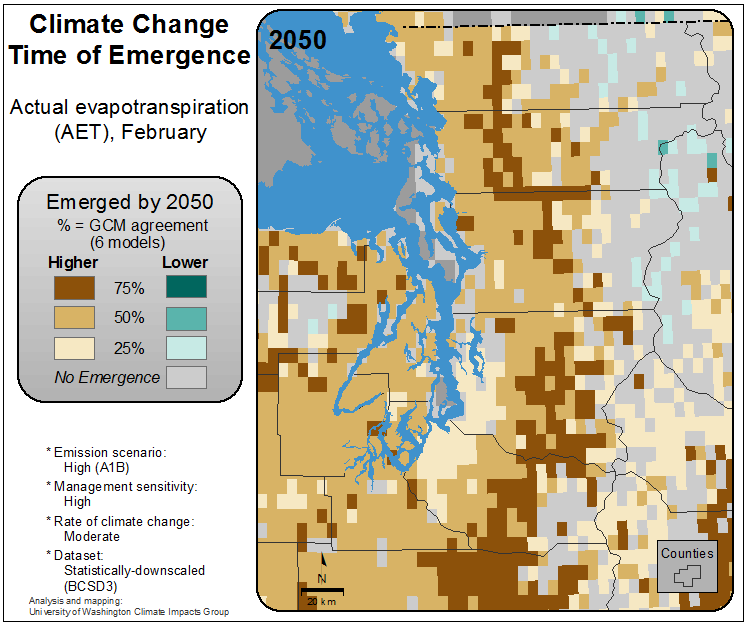 Climate Change
Time of Emergence
Actual evapotranspiration
(AET), February
Emerged by 2050
% = GCM agreement
(6 models)
Higher Lower
75%
50%
25%
No Emergence
* Emission scenario:
High (A1B)
* Management sensitivity:
High
* Rate of climate change:
Moderate
* Dataset:
Statistically-downscaled
(BCSD3)
Analysis and mapping:
University of Washington Climate Impacts Group
2050
N
20 km
Counties